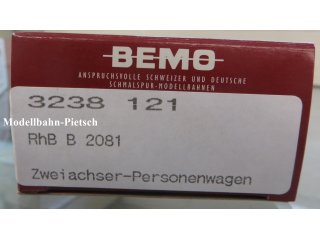 BEMO
ANSPRUCHSVOLLE SCHWEIZER UND DEUTSCHE
SCHMALSPUR-MODELLBAHNEN
3238 121
Modellbahn-Pietsch
RhB B 2081
Zweiachser-Personenwagen